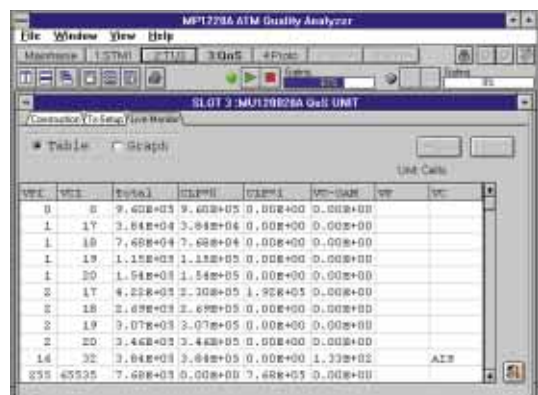 MP1220A ATM Quality Analyzer
File Window View Help
Maintenance 1:STM1 2:TU 3:QoS 4:Proto
SLOT 3 :MU120020A QoS UNIT
Live Monitor
Table Graph
Unit: Cells
VPI VCI Total CLP=0 CLP=1 VC-OAM VP VC
0 0 9.60E+05 9.60E+05 0.00E+00 0.00E+00
1 17 3.84E+04 3.84E+04 0.00E+00 0.00E+00
1 18 7.68E+04 7.68E+04 0.00E+00 0.00E+00
1 19 1.15E+05 1.15E+05 0.00E+00 0.00E+00
1 20 1.54E+05 1.54E+05 0.00E+00 0.00E+00
2 17 4.22E+05 2.30E+05 1.92E+05 0.00E+00
2 18 2.69E+05 2.69E+05 0.00E+00 0.00E+00
2 19 3.07E+05 3.07E+05 0.00E+00 0.00E+00
2 20 3.46E+05 3.46E+05 0.00E+00 0.00E+00
16 32 3.84E+05 3.84E+05 0.00E+00 1.33E+02 AIS
255 65535 7.68E+05 0.00E+00 7.68E+05 0.00E+00